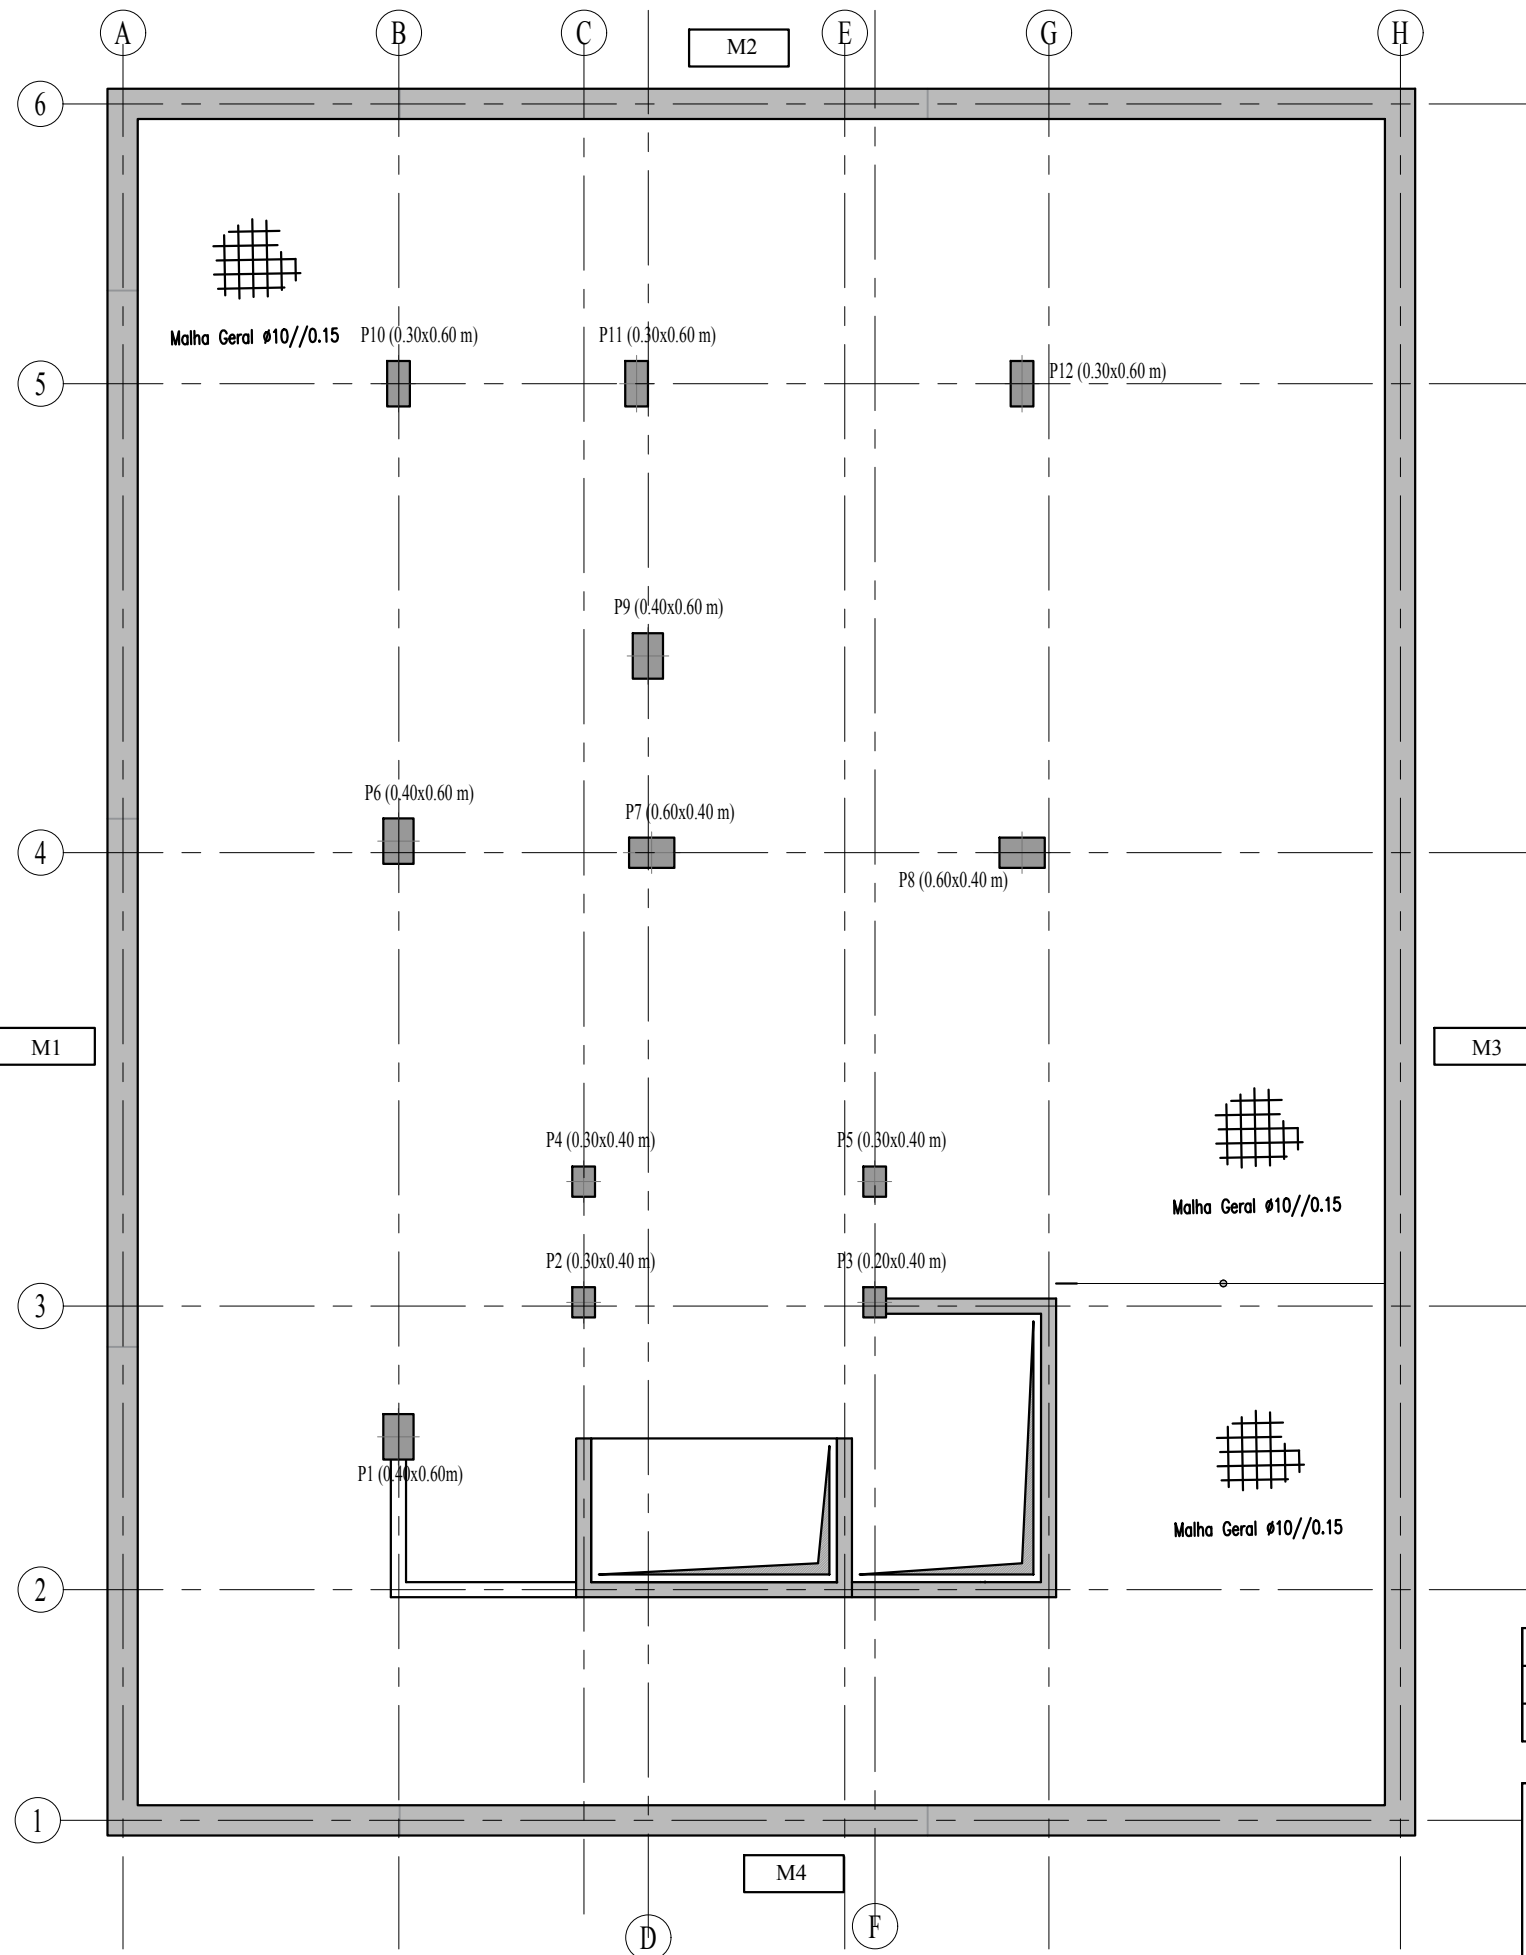 A
B
C
E
G
H
M2
6
Malha Geral ø10//0.15
P10 (0.30x0.60 m)
P11 (0.30x0.60 m)
P12 (0.30x0.60 m)
5
P9 (0.40x0.60 m)
P6 (0.40x0.60 m)
P7 (0.60x0.40 m)
4
P8 (0.60x0.40 m)
M1
M3
P4 (0.30x0.40 m)
P5 (0.30x0.40 m)
Malha Geral ø10//0.15
P2 (0.30x0.40 m)
P3 (0.20x0.40 m)
3
P1 (0.40x0.60m)
Malha Geral ø10//0.15
2
1
M4
D
F